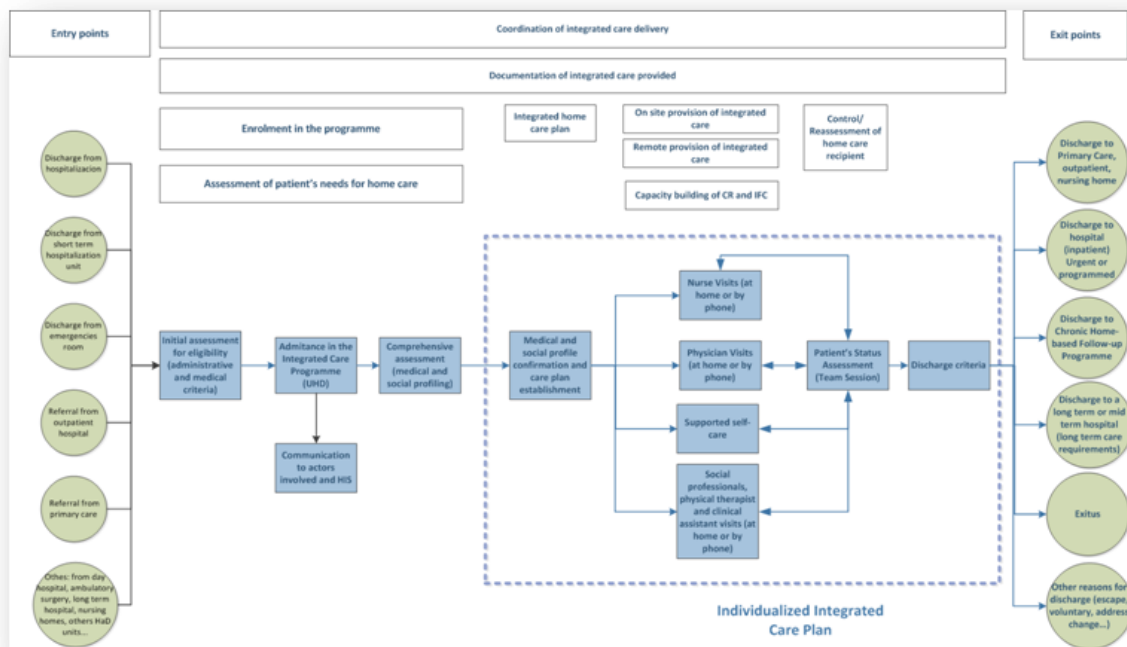 Entry points
Coordination of integrated care delivery
Exit points
Documentation of integrated care provided
Enrolment in the programme
Integrated home
care plan
On site provision of integrated
care
Control/
Reassessment of
home care
recipient
Remote provision of integrated
care
Assessment of patient's needs for home care
Capacity building of CR and IFC
Discharge from
hospitalizacion
Discharge from
short term
hospitalization
unit
Discharge from
emergencies
room
Referral from
outpatient
hospital
Referral from
primary care
Othes: from day
hospital, ambulatory
surgery, long term
hospital, nursing
homes, others HaD
units...
Initial assessment
for eligibility
(administrative
and medical
criteria)
Admitance in the
Integrated Care
Programme
(UHD)
Communication
to actors
involved and HIS
Comprehensive
assessment
(medical and
social profiling)
Medical and
social profile
confirmation and
care plan
establishment
Nurse Visits (at
home or by
phone)
Physician Visits
(at home or by
phone)
Supported self-
care
Social
professionals,
physical therapist
and clinical
assistant visits (at
home or by
phone)
Patient's Status
Assessment
(Team Session)
Discharge criteria
Individualized Integrated
Care Plan
Discharge to
Primary Care,
outpatient,
nursing home
Discharge to
hospital
(inpatient)
Urgent or
programmed
Discharge to
Chronic Home-
based Follow-up
Programme
Discharge to a
long term or mid
term hospital
(long term care
requirements)
Exitus
Other reasons for
discharge (escape,
voluntary, address
change...)